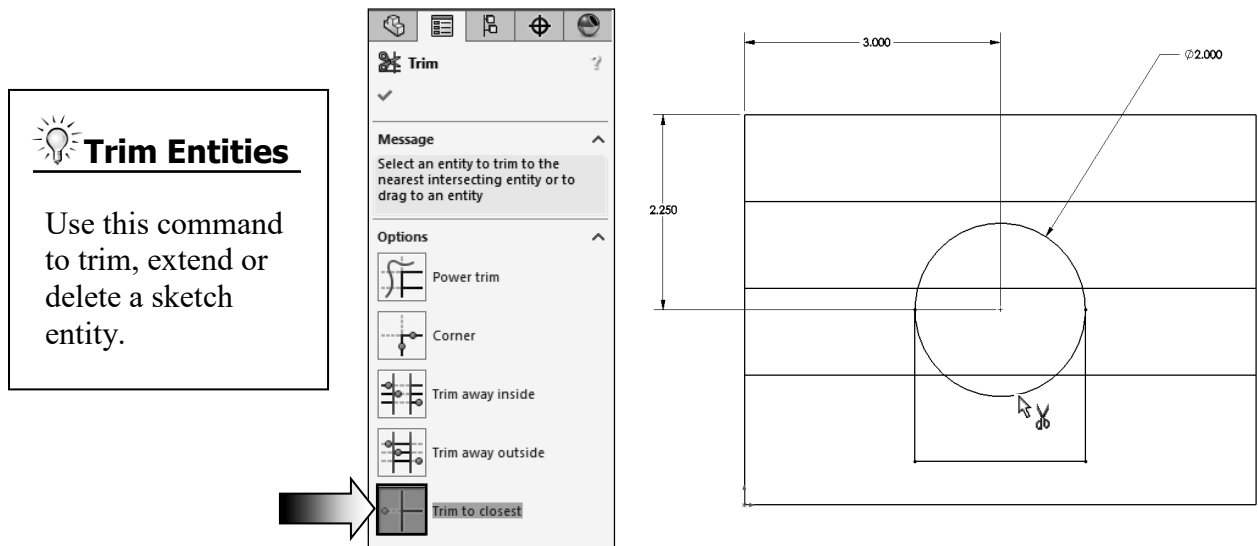 Trim Entities
Use this command
to trim, extend or
delete a sketch
entity.
Trim
?
Message
Select an entity to trim to the
nearest intersecting entity or to
drag to an entity
Options
Power trim
Corner
Trim away inside
Trim away outside
Trim to closest
3.000
∅2.000
2.250